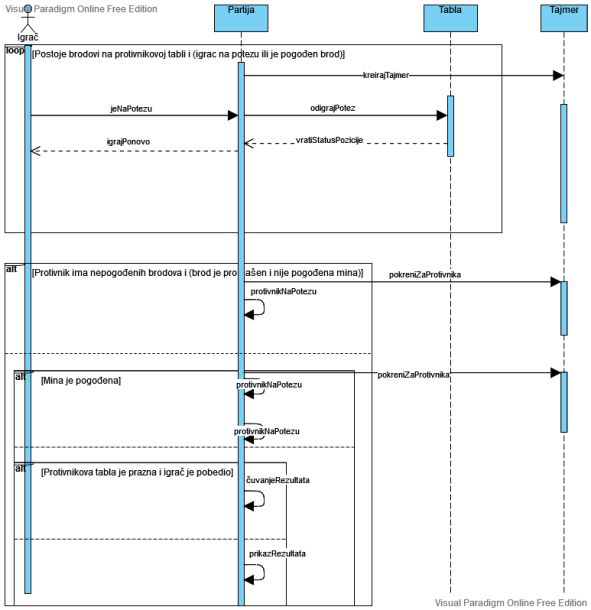 Visual Paradigm Online Free Edition
Igrač
Partija
Tabla
Tajmer
loop
[Postoje brodovi na protivnikovoj tabli i (igrac na potezu ili je pogođen brod)]
kreirajTajmer
jeNaPotezu
odigrajPotez
igrajPonovo
vratiStatusPozicije
alt
[Protivnik ima nepogođenih brodova i (brod je pro ašen i nije pogođena mina)]
pokreniZaProtivnika
protivnikNaPotezu
alt
[Mina je pogođena]
pokreniZaProtivnika
protivnikNaPotezu
protivnikNaPotezu
alt
[Protivnikova tabla je prazna i igrač je pobedio]
čuvanjeRezultata
prikazRezultata
Visual Paradigm Online Free Edition